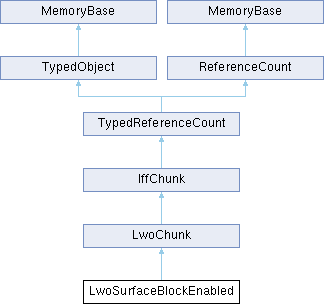 MemoryBase MemoryBase
TypedObject ReferenceCount
TypedReferenceCount
IffChunk
LwoChunk
LwoSurfaceBlockEnabled